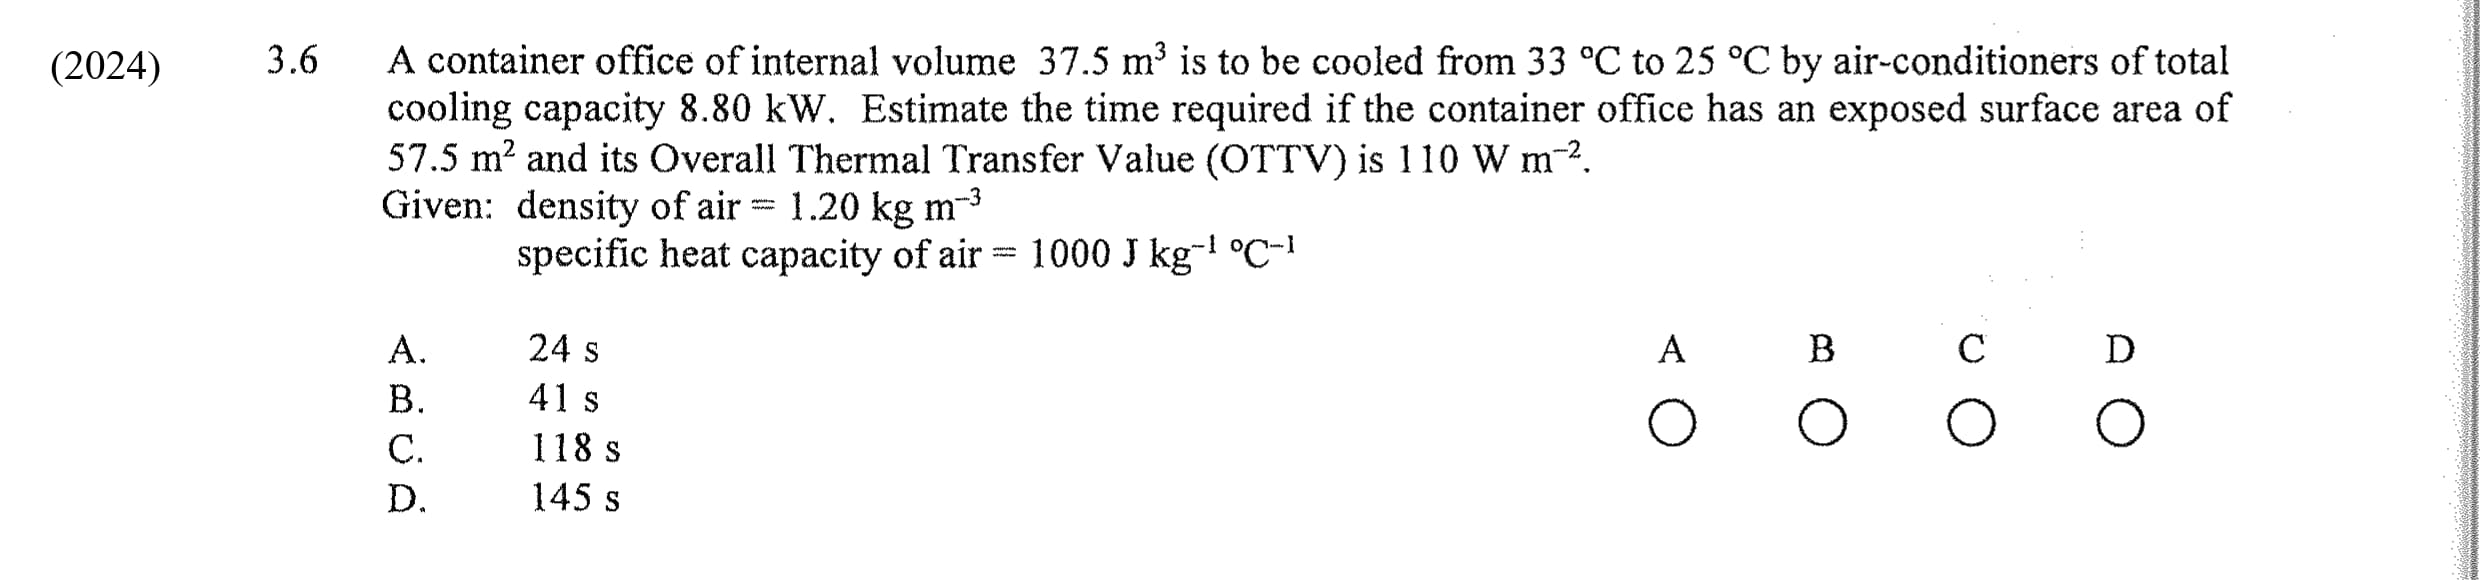 (2024) 3.6 A container office of internal volume 37.5 m³ is to be cooled from 33 °C to 25 °C by air-conditioners of total
cooling capacity 8.80 kW. Estimate the time required if the container office has an exposed surface area of
57.5 m² and its Overall Thermal Transfer Value (OTTV) is 110 W m⁻².
Given: density of air = 1.20 kg m⁻³
specific heat capacity of air = 1000 J kg⁻¹ °C⁻¹
A. 24 s A B C D
B. 41 s
C. 118 s
D. 145 s